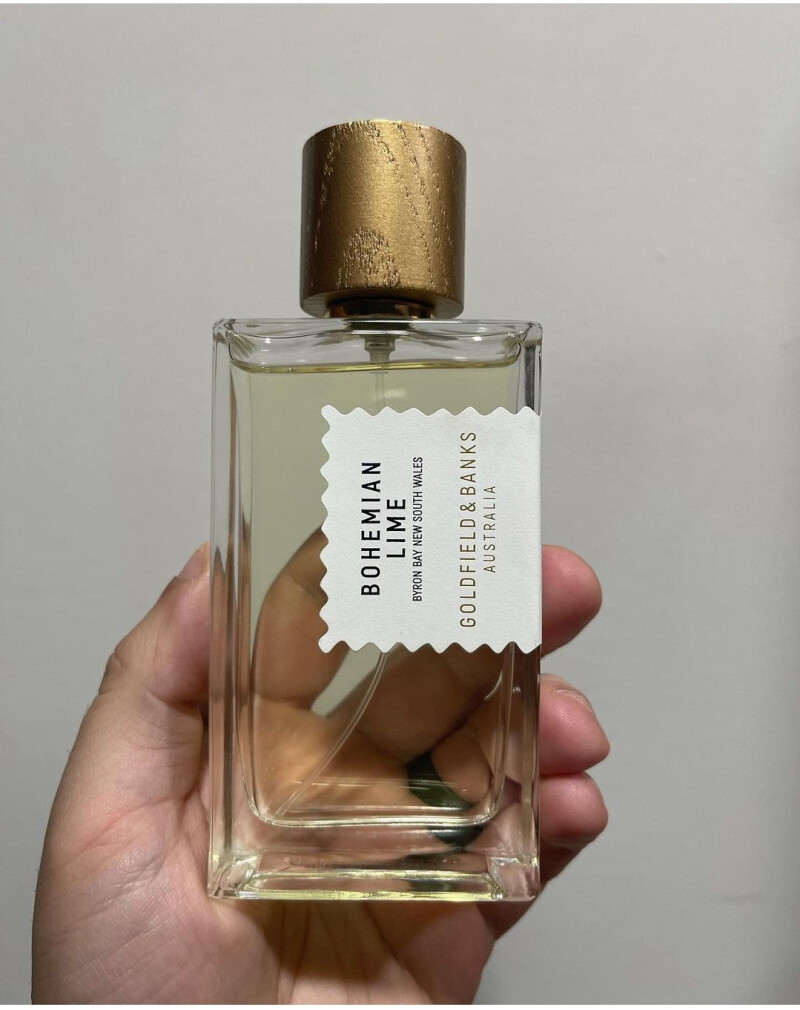 BOHEMIAN
LIME
BYRON BAY NEW SOUTH WALES
GOLDFIELD & BANKS
AUSTRALIA